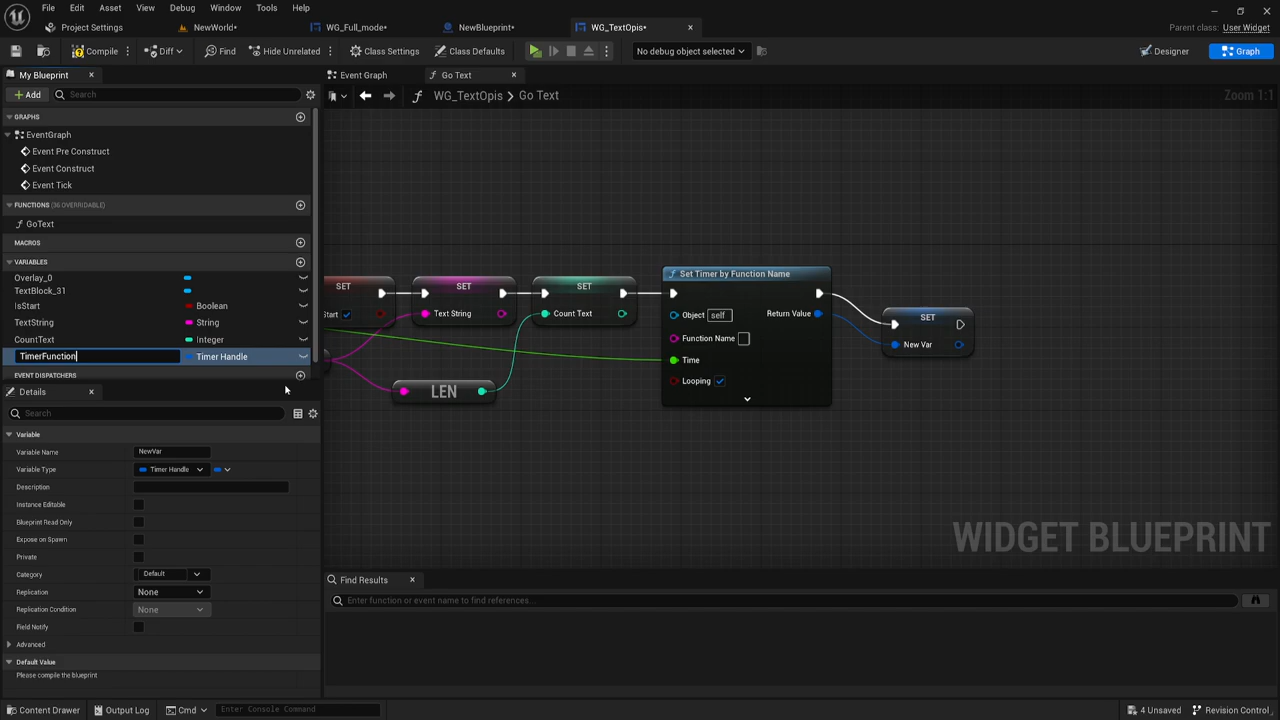 File Edit Asset View Debug Window Tools Help
Project Settings NewWorld* WG_Full_mode* NewBlueprint* WG_TextOpis* Parent class: User Widget
Compile Diff Find Hide Unrelated Class Settings Class Defaults No debug object selected Designer Graph
My Blueprint Event Graph Go Text
Add Search WG_TextOpis Go Text Zoom 1:1
GRAPHS
EventGraph
Event Pre Construct
Event Construct
Event Tick
FUNCTIONS (36 OVERRIDABLE)
GoText
MACROS
VARIABLES
Overlay_0
TextBlock_31
IsStart Boolean
TextString String
CountText Integer
TimerFunction Timer Handle
EVENT DISPATCHERS
SET SET SET Set Timer by Function Name
Start Text String Count Text Object self Return Value SET
Function Name New Var
Time
Looping
LEN
Details
Search
Variable
Variable Name NewVar
Variable Type Timer Handle
Description
Instance Editable
Blueprint Read Only
Expose on Spawn
Private
Category Default
Replication None
Replication Condition None
Field Notify
Advanced
Default Value
Please compile the blueprint
WIDGET BLUEPRINT
Find Results
Enter function or event name to find references...
Content Drawer Output Log Cmd Enter Console Command 4 Unsaved Revision Control